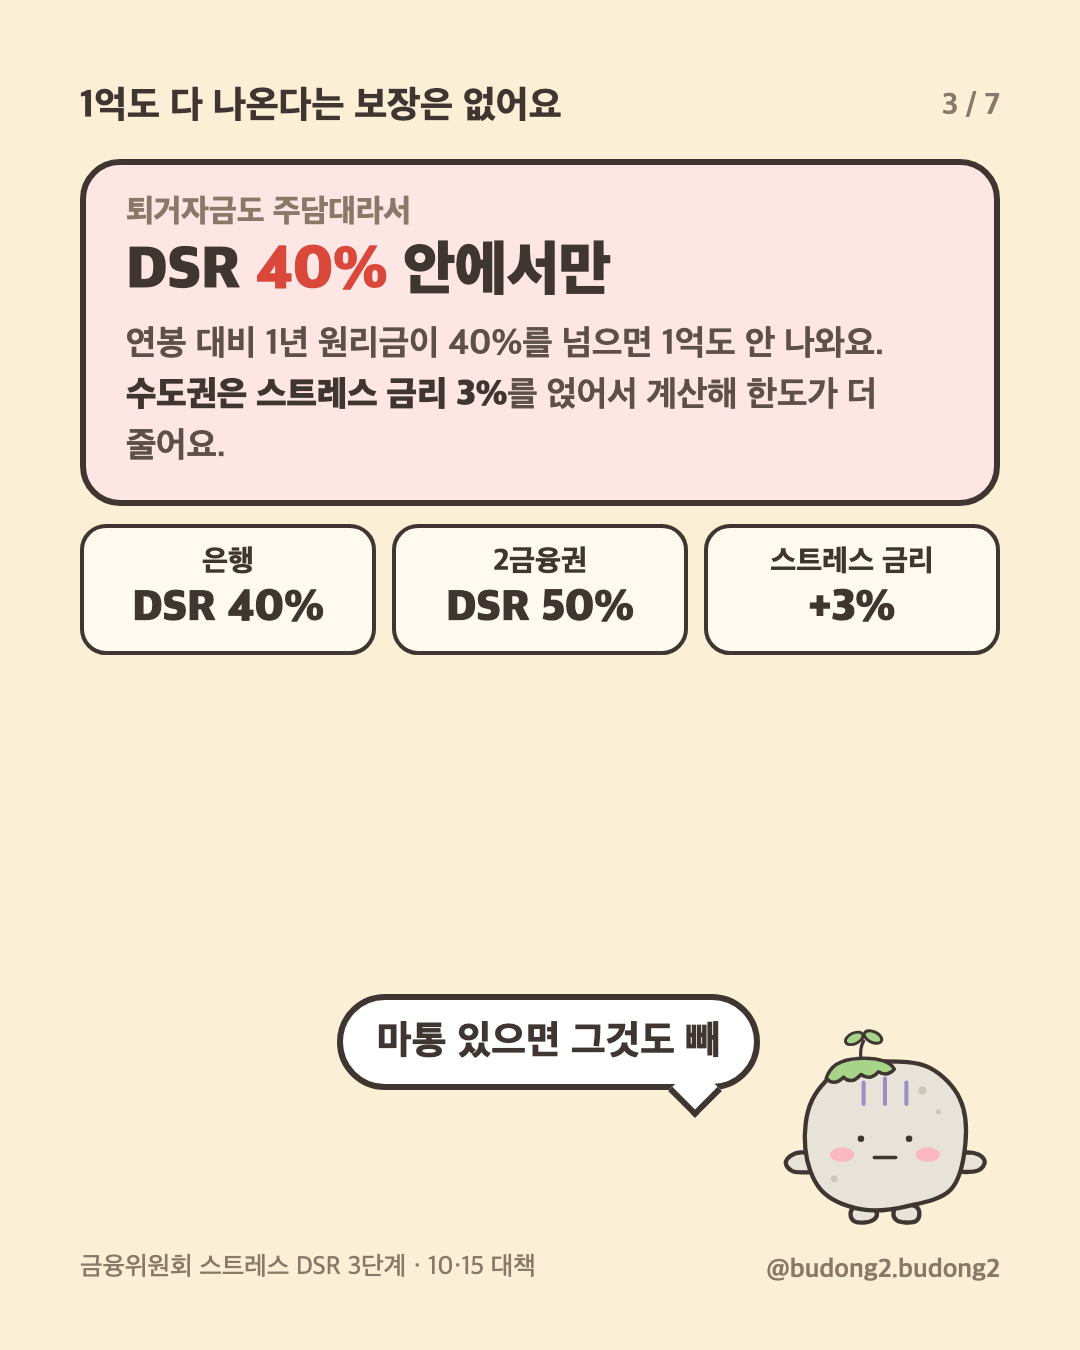 1억도 다 나온다는 보장은 없어요
3 / 7
퇴거자금도 주담대라서
DSR 40% 안에서만
연봉 대비 1년 원리금이 40%를 넘으면 1억도 안 나와요.
수도권은 스트레스 금리 3%를 얹어서 계산해 한도가 더
줄어요.
은행
DSR 40%
2금융권
DSR 50%
스트레스 금리
+3%
마통 있으면 그것도 빼
금융위원회 스트레스 DSR 3단계 · 10·15 대책
@budong2.budong2